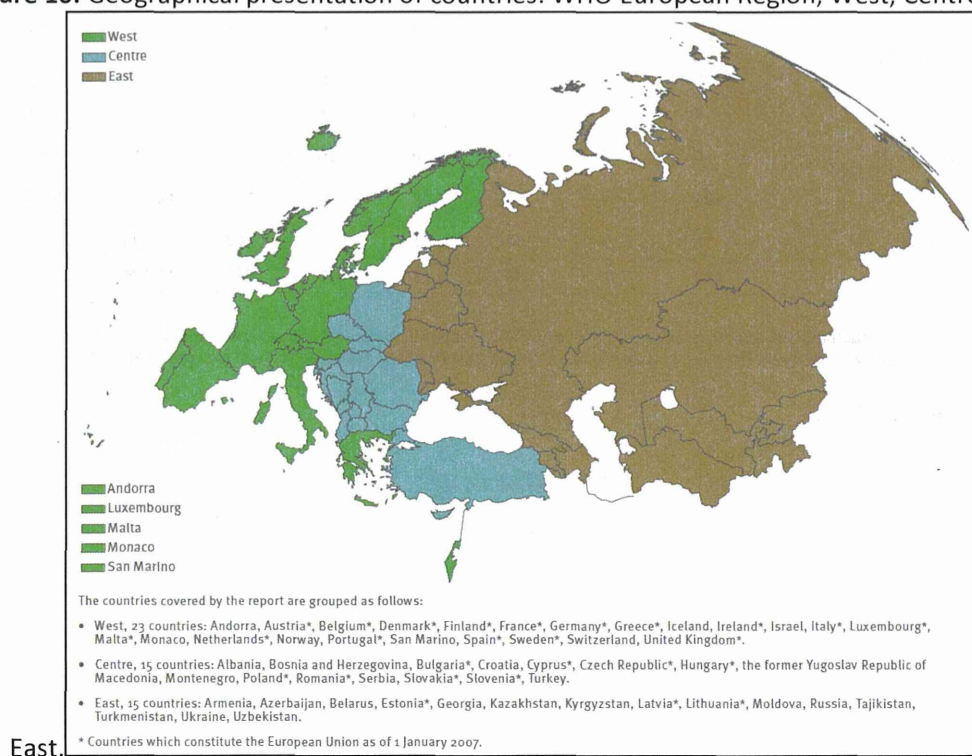 Figure 18. Geographical presentation of countries: WHO European Region, West, Centre
West
Centre
East
Andorra
Luxembourg
Malta
Monaco
San Marino
The countries covered by the report are grouped as follows:
• West, 23 countries: Andorra, Austria*, Belgium*, Denmark*, Finland*, France*, Germany*, Greece*, Iceland, Ireland*, Israel, Italy*, Luxembourg*,
Malta*, Monaco, Netherlands*, Norway, Portugal*, San Marino, Spain*, Sweden*, Switzerland, United Kingdom*.
• Centre, 15 countries: Albania, Bosnia and Herzegovina, Bulgaria*, Croatia, Cyprus*, Czech Republic*, Hungary*, the former Yugoslav Republic of
Macedonia, Montenegro, Poland*, Romania*, Serbia, Slovakia*, Slovenia*, Turkey.
• East, 15 countries: Armenia, Azerbaijan, Belarus, Estonia*, Georgia, Kazakhstan, Kyrgyzstan, Latvia*, Lithuania*, Moldova, Russia, Tajikistan,
Turkmenistan, Ukraine, Uzbekistan.
* Countries which constitute the European Union as of 1 January 2007.
East.